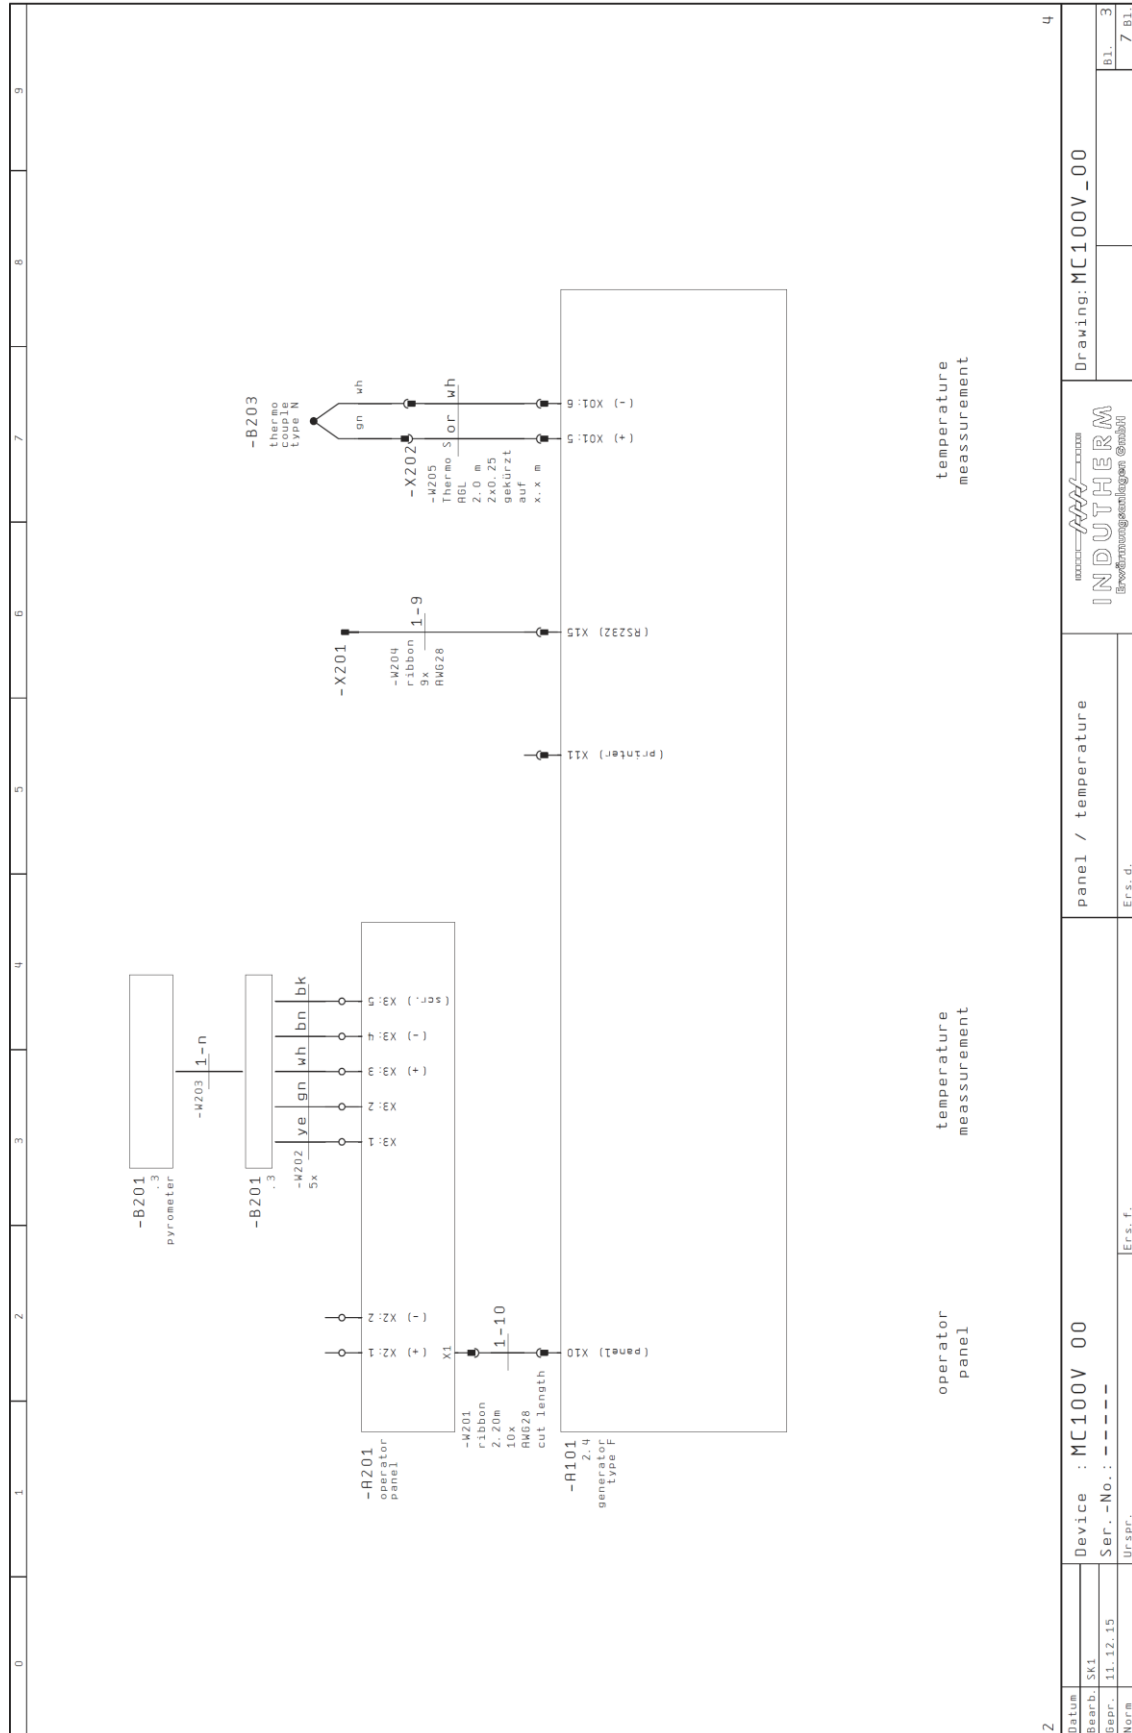 0 1 2 3 4 5 6 7 8 9
-B201
.3
pyrometer
-W203 1-n
-B201
.3
-W202
5x
ye gn wh bn bk
-B203
thermo
couple
type N
gn wh
-X202
-W205
Thermo S
AGL
2.0 m
2x0.25
gekürzt
auf
x.x m
or wh
-X201
-W204
ribbon
9x
AWG28
1-9
-A201
operator
panel
X2:1 (+)
X2:2 (-)
X3:1
X3:2
X3:3 (+)
X3:4 (-)
X3:5 (scr.)
X1
-W201
ribbon
2.20m
10x
AWG28
cut length
1-10
-A101
2.4
generator
type F
X10 (panel)
X11 (printer)
X15 (RS232)
X01:5 (+)
X01:6 (-)
operator
panel
temperature
meassurement
temperature
meassurement
2
4
Datum
Bearb. SK1
Gepr. 11.12.15
Norm
Device : MC100V 00
Ser.-No.: -----
Urspr.
Ers.f.
Ers.d.
panel / temperature
INDUTHERM
Erwärmungsanlagen GmbH
Drawing: MC100V_00
Bl. 3
7 Bl.